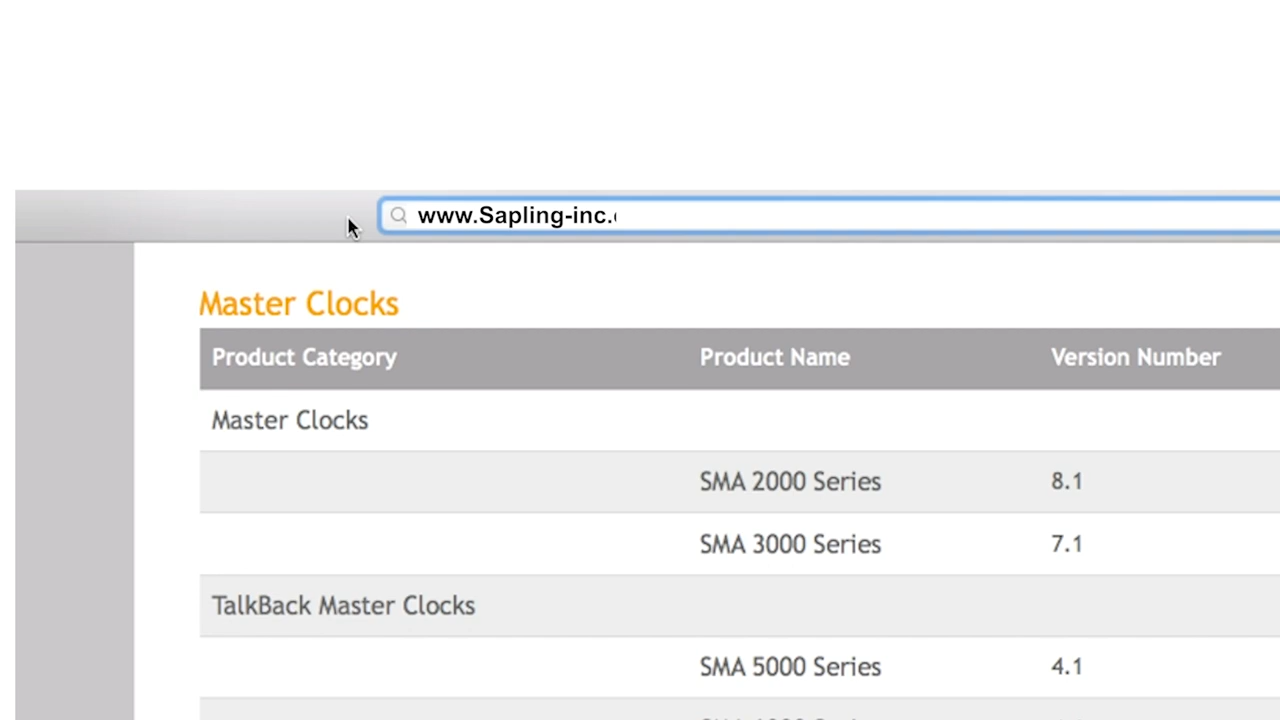 www.Sapling-inc.
Master Clocks
Product Category Product Name Version Number
Master Clocks
SMA 2000 Series 8.1
SMA 3000 Series 7.1
TalkBack Master Clocks
SMA 5000 Series 4.1